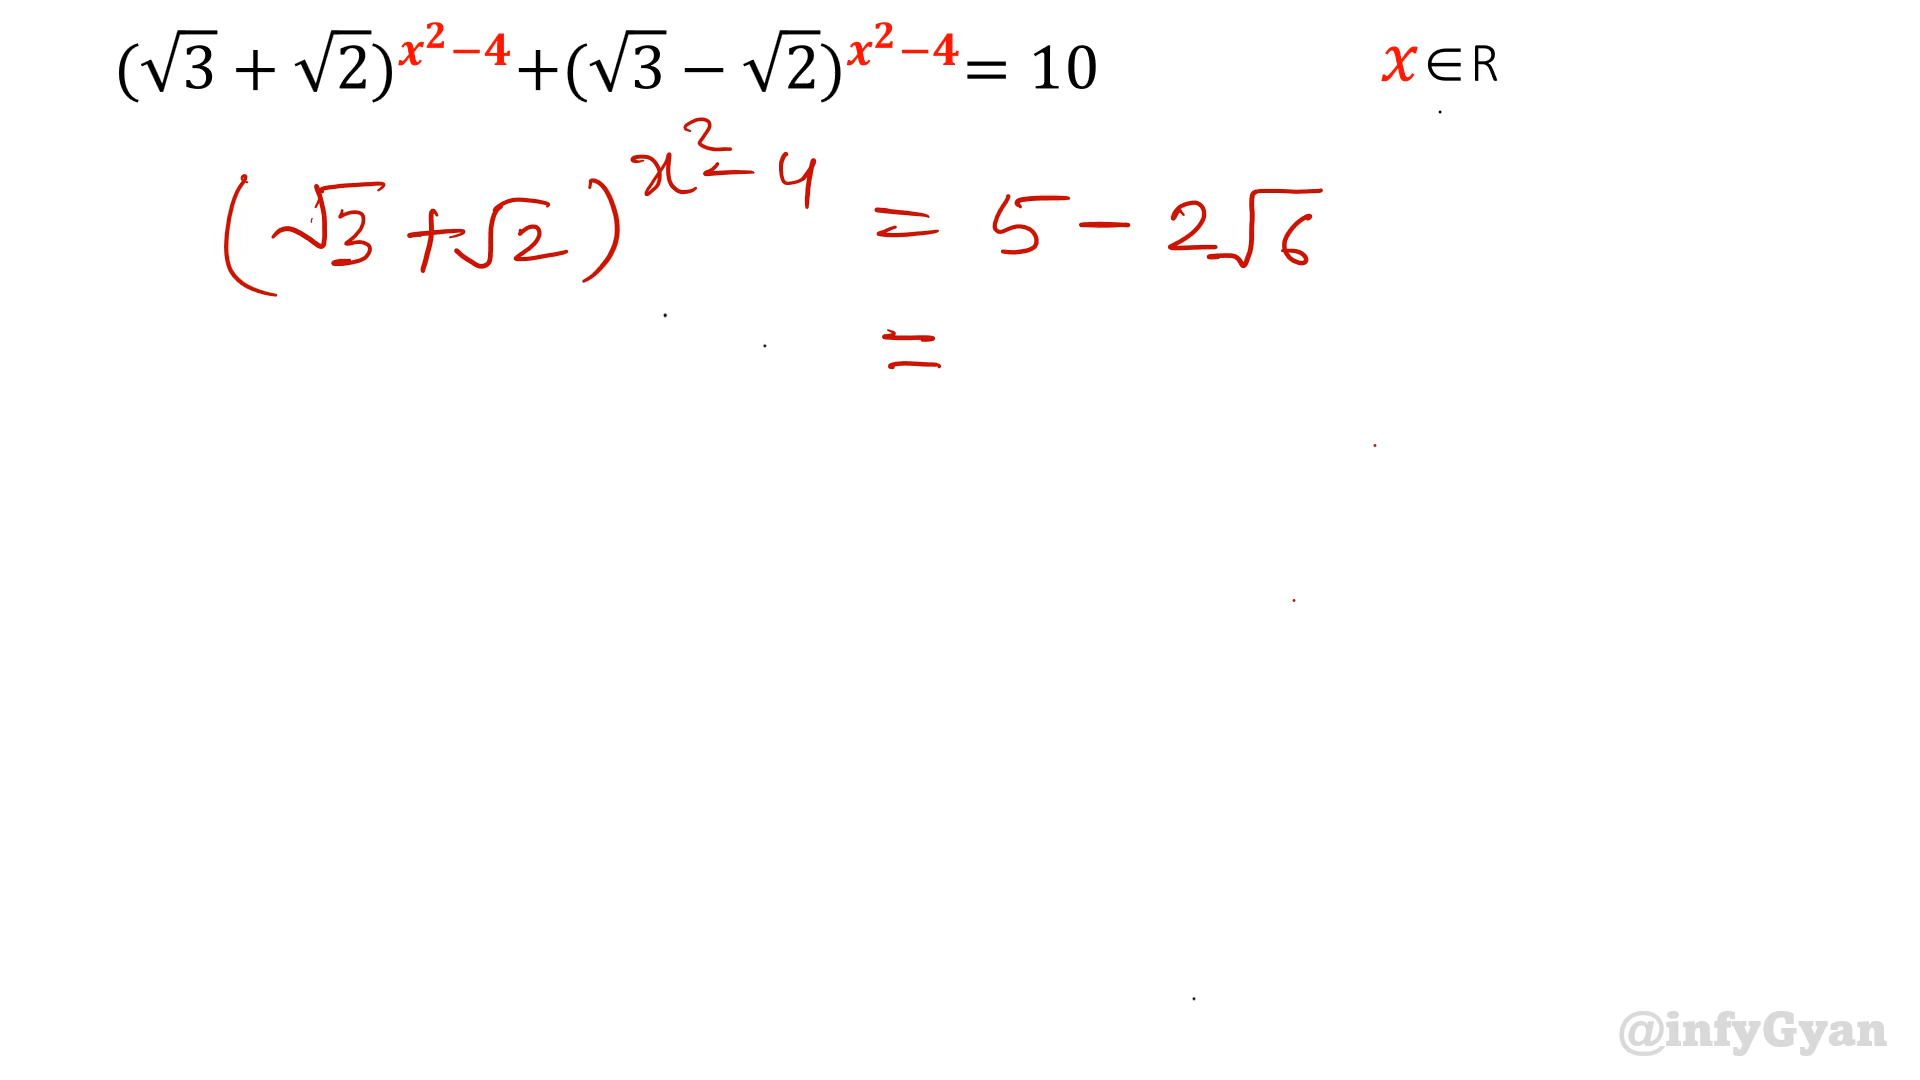 (√3 + √2)^{x²−4} + (√3 − √2)^{x²−4} = 10 x ∈ R
(√3 + √2)^{x²−4} = 5 − 2√6
=
@infyGyan